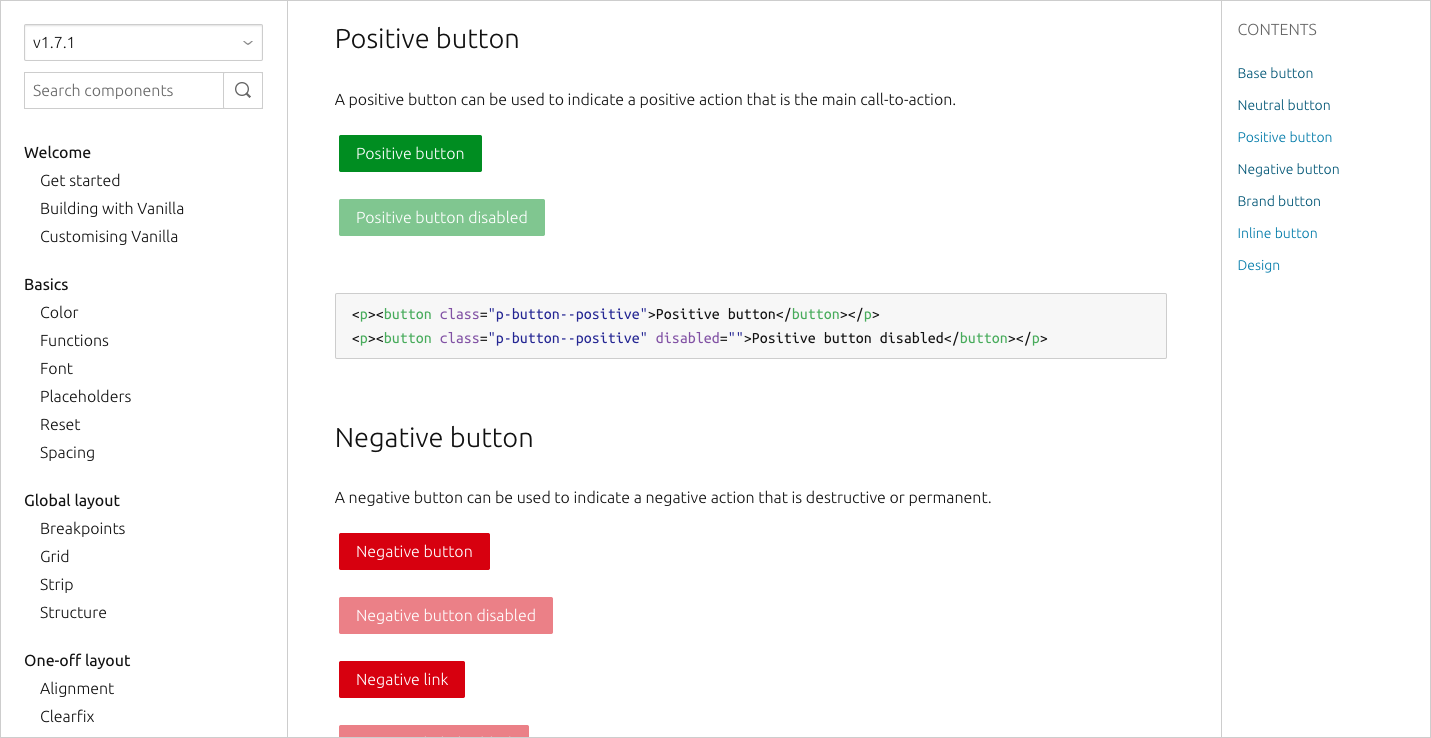 v1.7.1
Search components
Welcome
Get started
Building with Vanilla
Customising Vanilla
Basics
Color
Functions
Font
Placeholders
Reset
Spacing
Global layout
Breakpoints
Grid
Strip
Structure
One-off layout
Alignment
Clearfix
Positive button
A positive button can be used to indicate a positive action that is the main call-to-action.
Positive button
Positive button disabled
<p><button class="p-button--positive">Positive button</button></p>
<p><button class="p-button--positive" disabled="">Positive button disabled</button></p>
Negative button
A negative button can be used to indicate a negative action that is destructive or permanent.
Negative button
Negative button disabled
Negative link
CONTENTS
Base button
Neutral button
Positive button
Negative button
Brand button
Inline button
Design